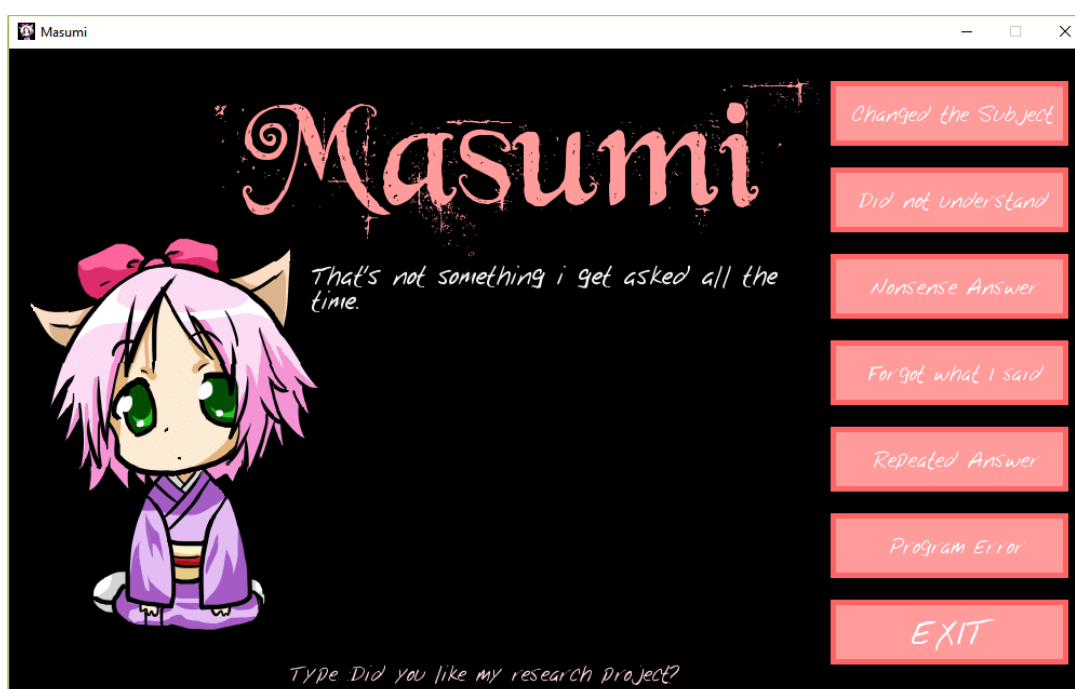 Masumi
Masumi
That's not something i get asked all the
time.
Type :Did you like my research project?
Changed the Subject
Did not understand
Nonsense Answer
Forgot what I said
Repeated Answer
Program Error
EXIT